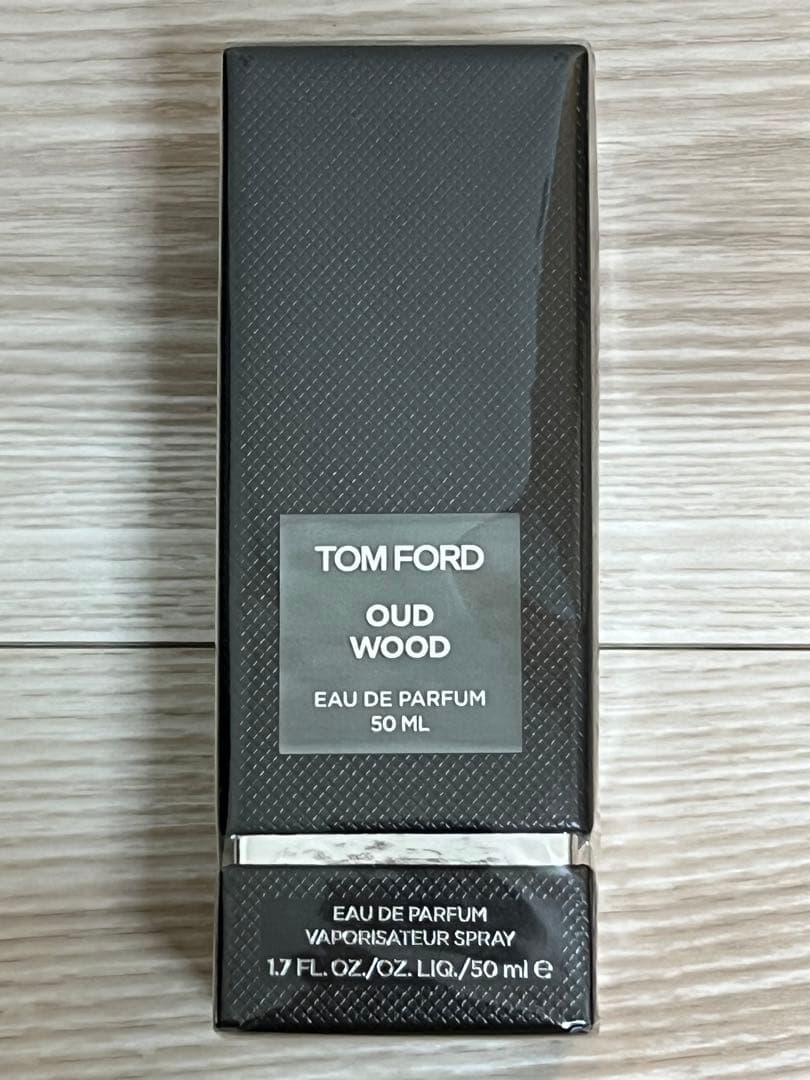 TOM FORD
OUD
WOOD
EAU DE PARFUM
50 ML
EAU DE PARFUM
VAPORISATEUR SPRAY
1.7 FL. OZ./OZ. LIQ./50 ml ℮